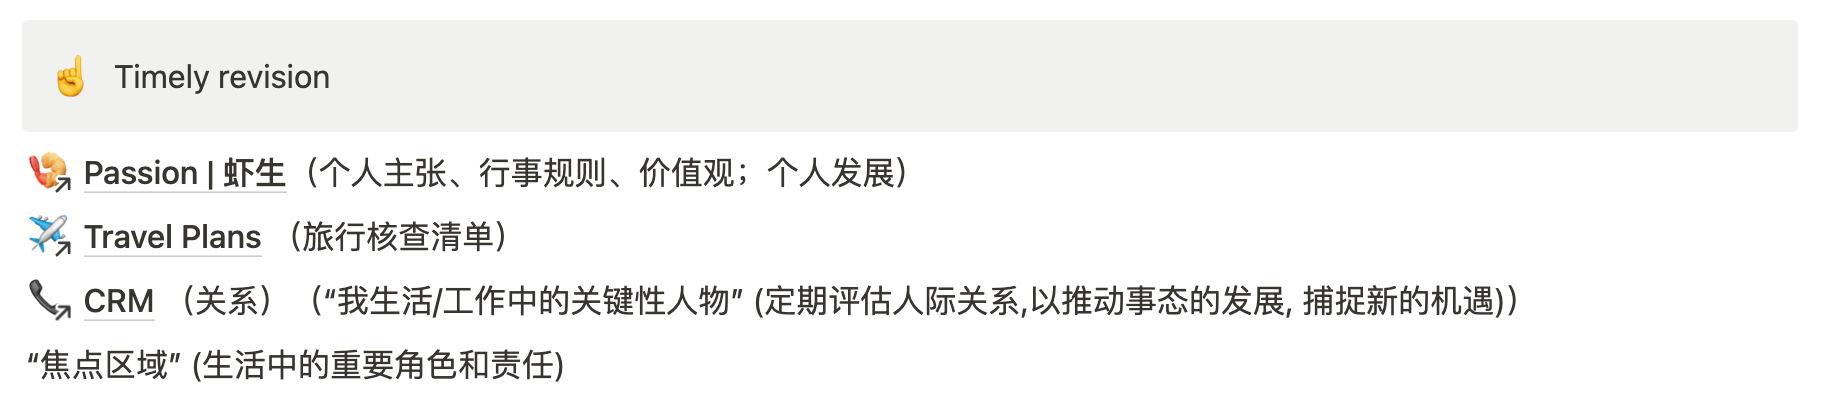 ☝️ Timely revision
🍤 Passion | 虾生（个人主张、行事规则、价值观；个人发展）
✈️ Travel Plans （旅行核查清单）
📞 CRM （关系）（“我生活/工作中的关键性人物” (定期评估人际关系,以推动事态的发展, 捕捉新的机遇)）
“焦点区域” (生活中的重要角色和责任)